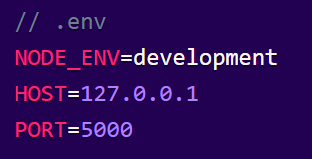 // .env
NODE_ENV=development
HOST=127.0.0.1
PORT=5000